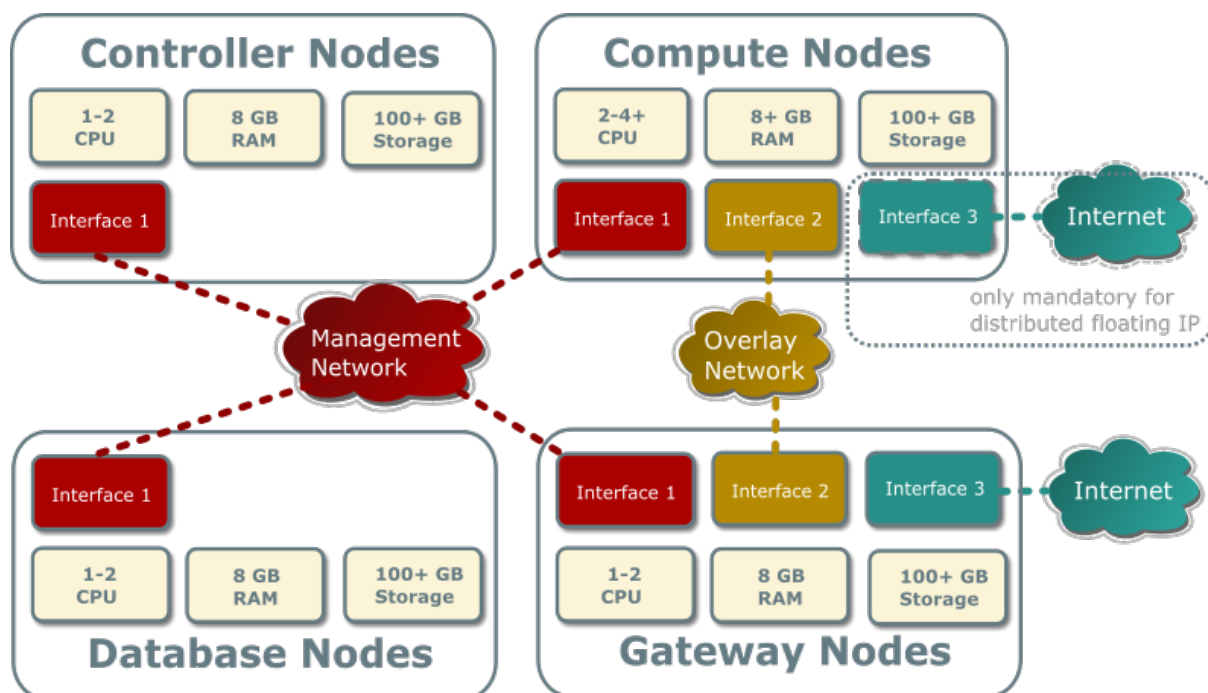 Controller Nodes
1-2
CPU
8 GB
RAM
100+ GB
Storage
Interface 1
Compute Nodes
2-4+
CPU
8+ GB
RAM
100+ GB
Storage
Interface 1
Interface 2
Interface 3
Internet
only mandatory for
distributed floating IP
Management
Network
Overlay
Network
Interface 1
1-2
CPU
8 GB
RAM
100+ GB
Storage
Database Nodes
Interface 1
Interface 2
Interface 3
Internet
1-2
CPU
8 GB
RAM
100+ GB
Storage
Gateway Nodes